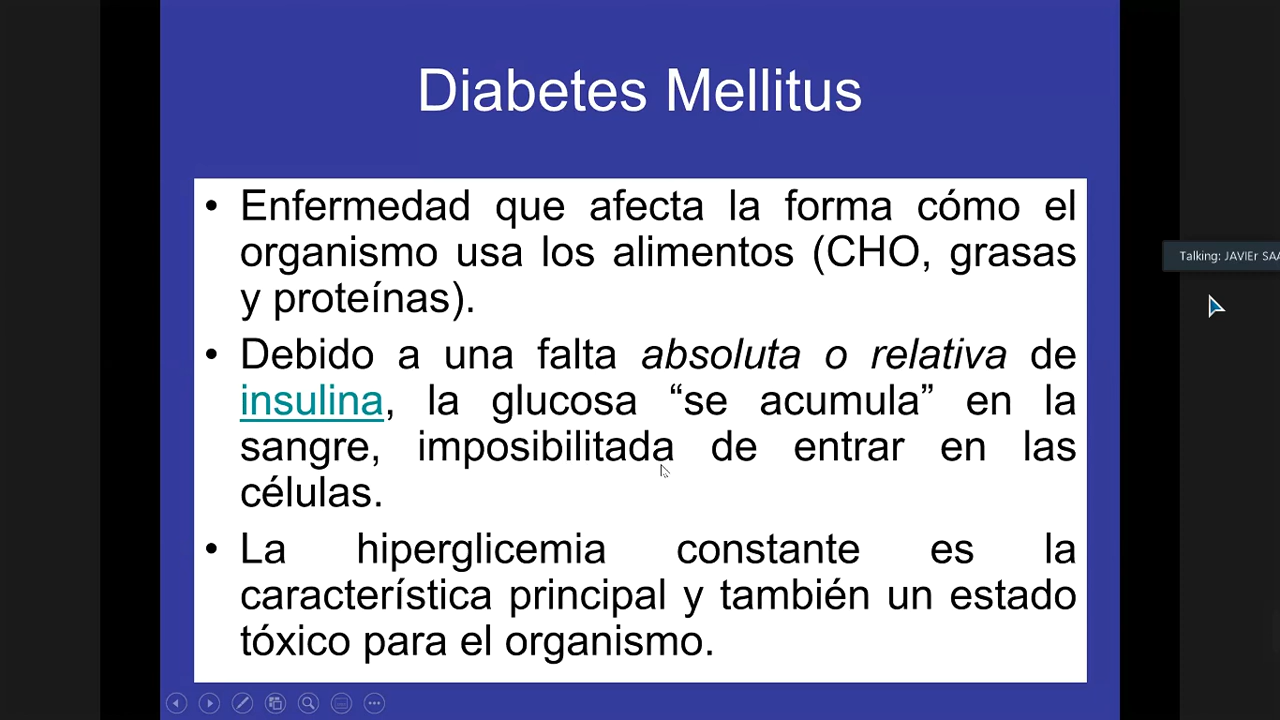 Diabetes Mellitus
• Enfermedad que afecta la forma cómo el
organismo usa los alimentos (CHO, grasas
y proteínas).
• Debido a una falta absoluta o relativa de
insulina, la glucosa “se acumula” en la
sangre, imposibilitada de entrar en las
células.
• La hiperglicemia constante es la
característica principal y también un estado
tóxico para el organismo.
Talking: JAVIEr